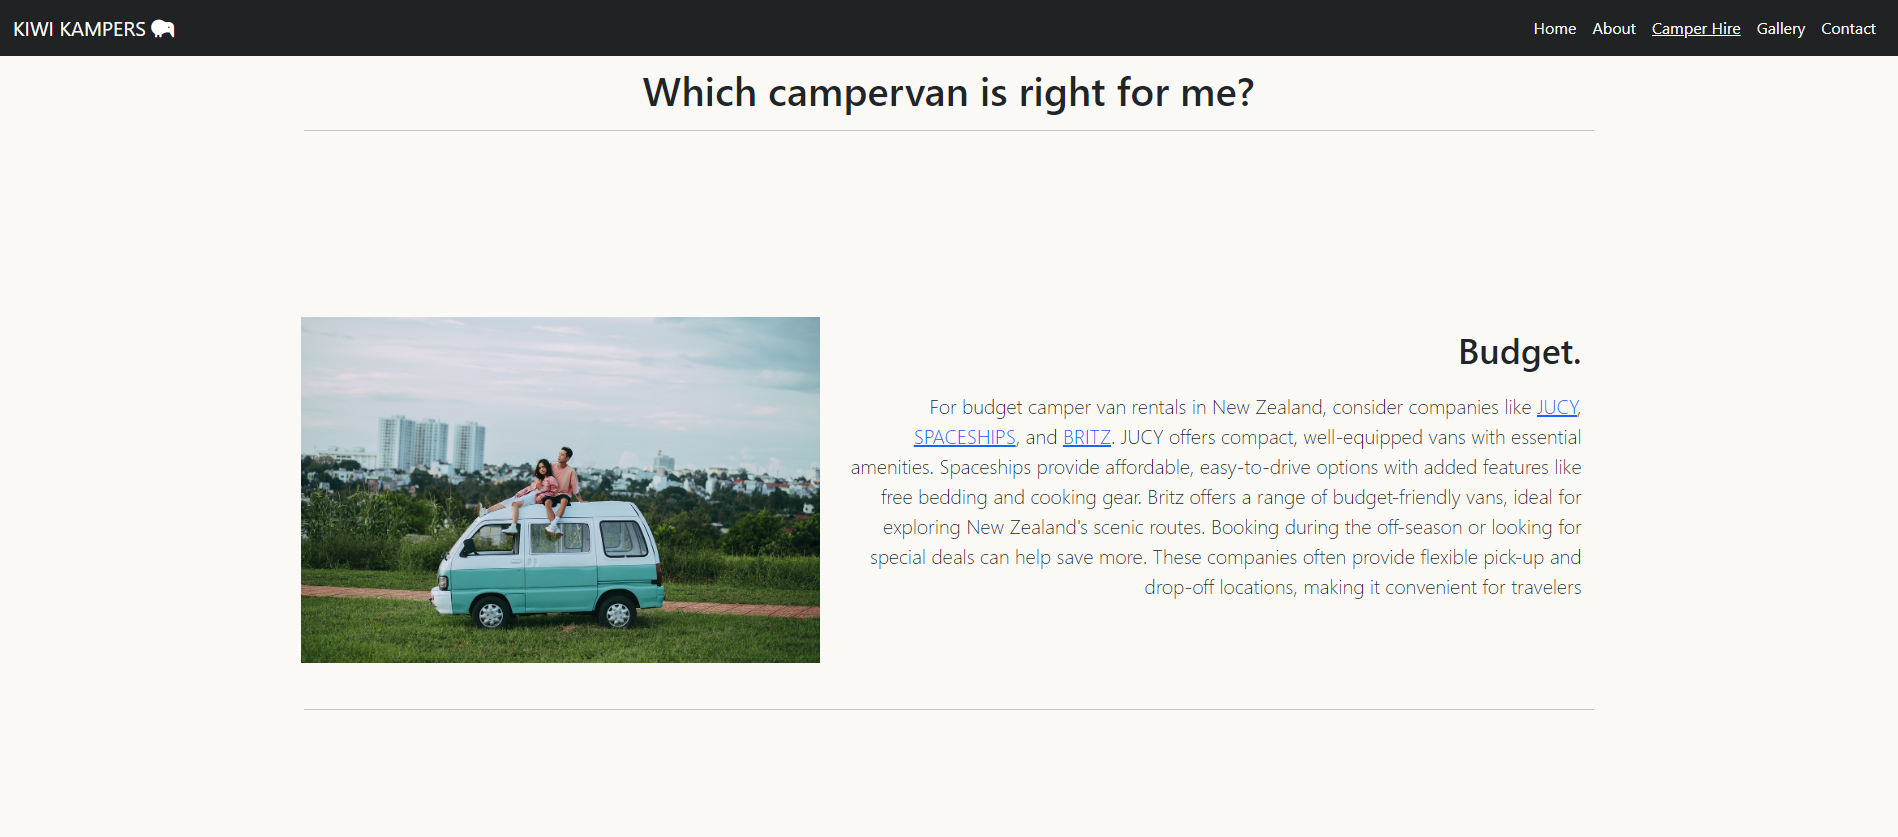 KIWI KAMPERS
Home About Camper Hire Gallery Contact
Which campervan is right for me?
Budget.
For budget camper van rentals in New Zealand, consider companies like JUCY,
SPACESHIPS, and BRITZ. JUCY offers compact, well-equipped vans with essential
amenities. Spaceships provide affordable, easy-to-drive options with added features like
free bedding and cooking gear. Britz offers a range of budget-friendly vans, ideal for
exploring New Zealand's scenic routes. Booking during the off-season or looking for
special deals can help save more. These companies often provide flexible pick-up and
drop-off locations, making it convenient for travelers